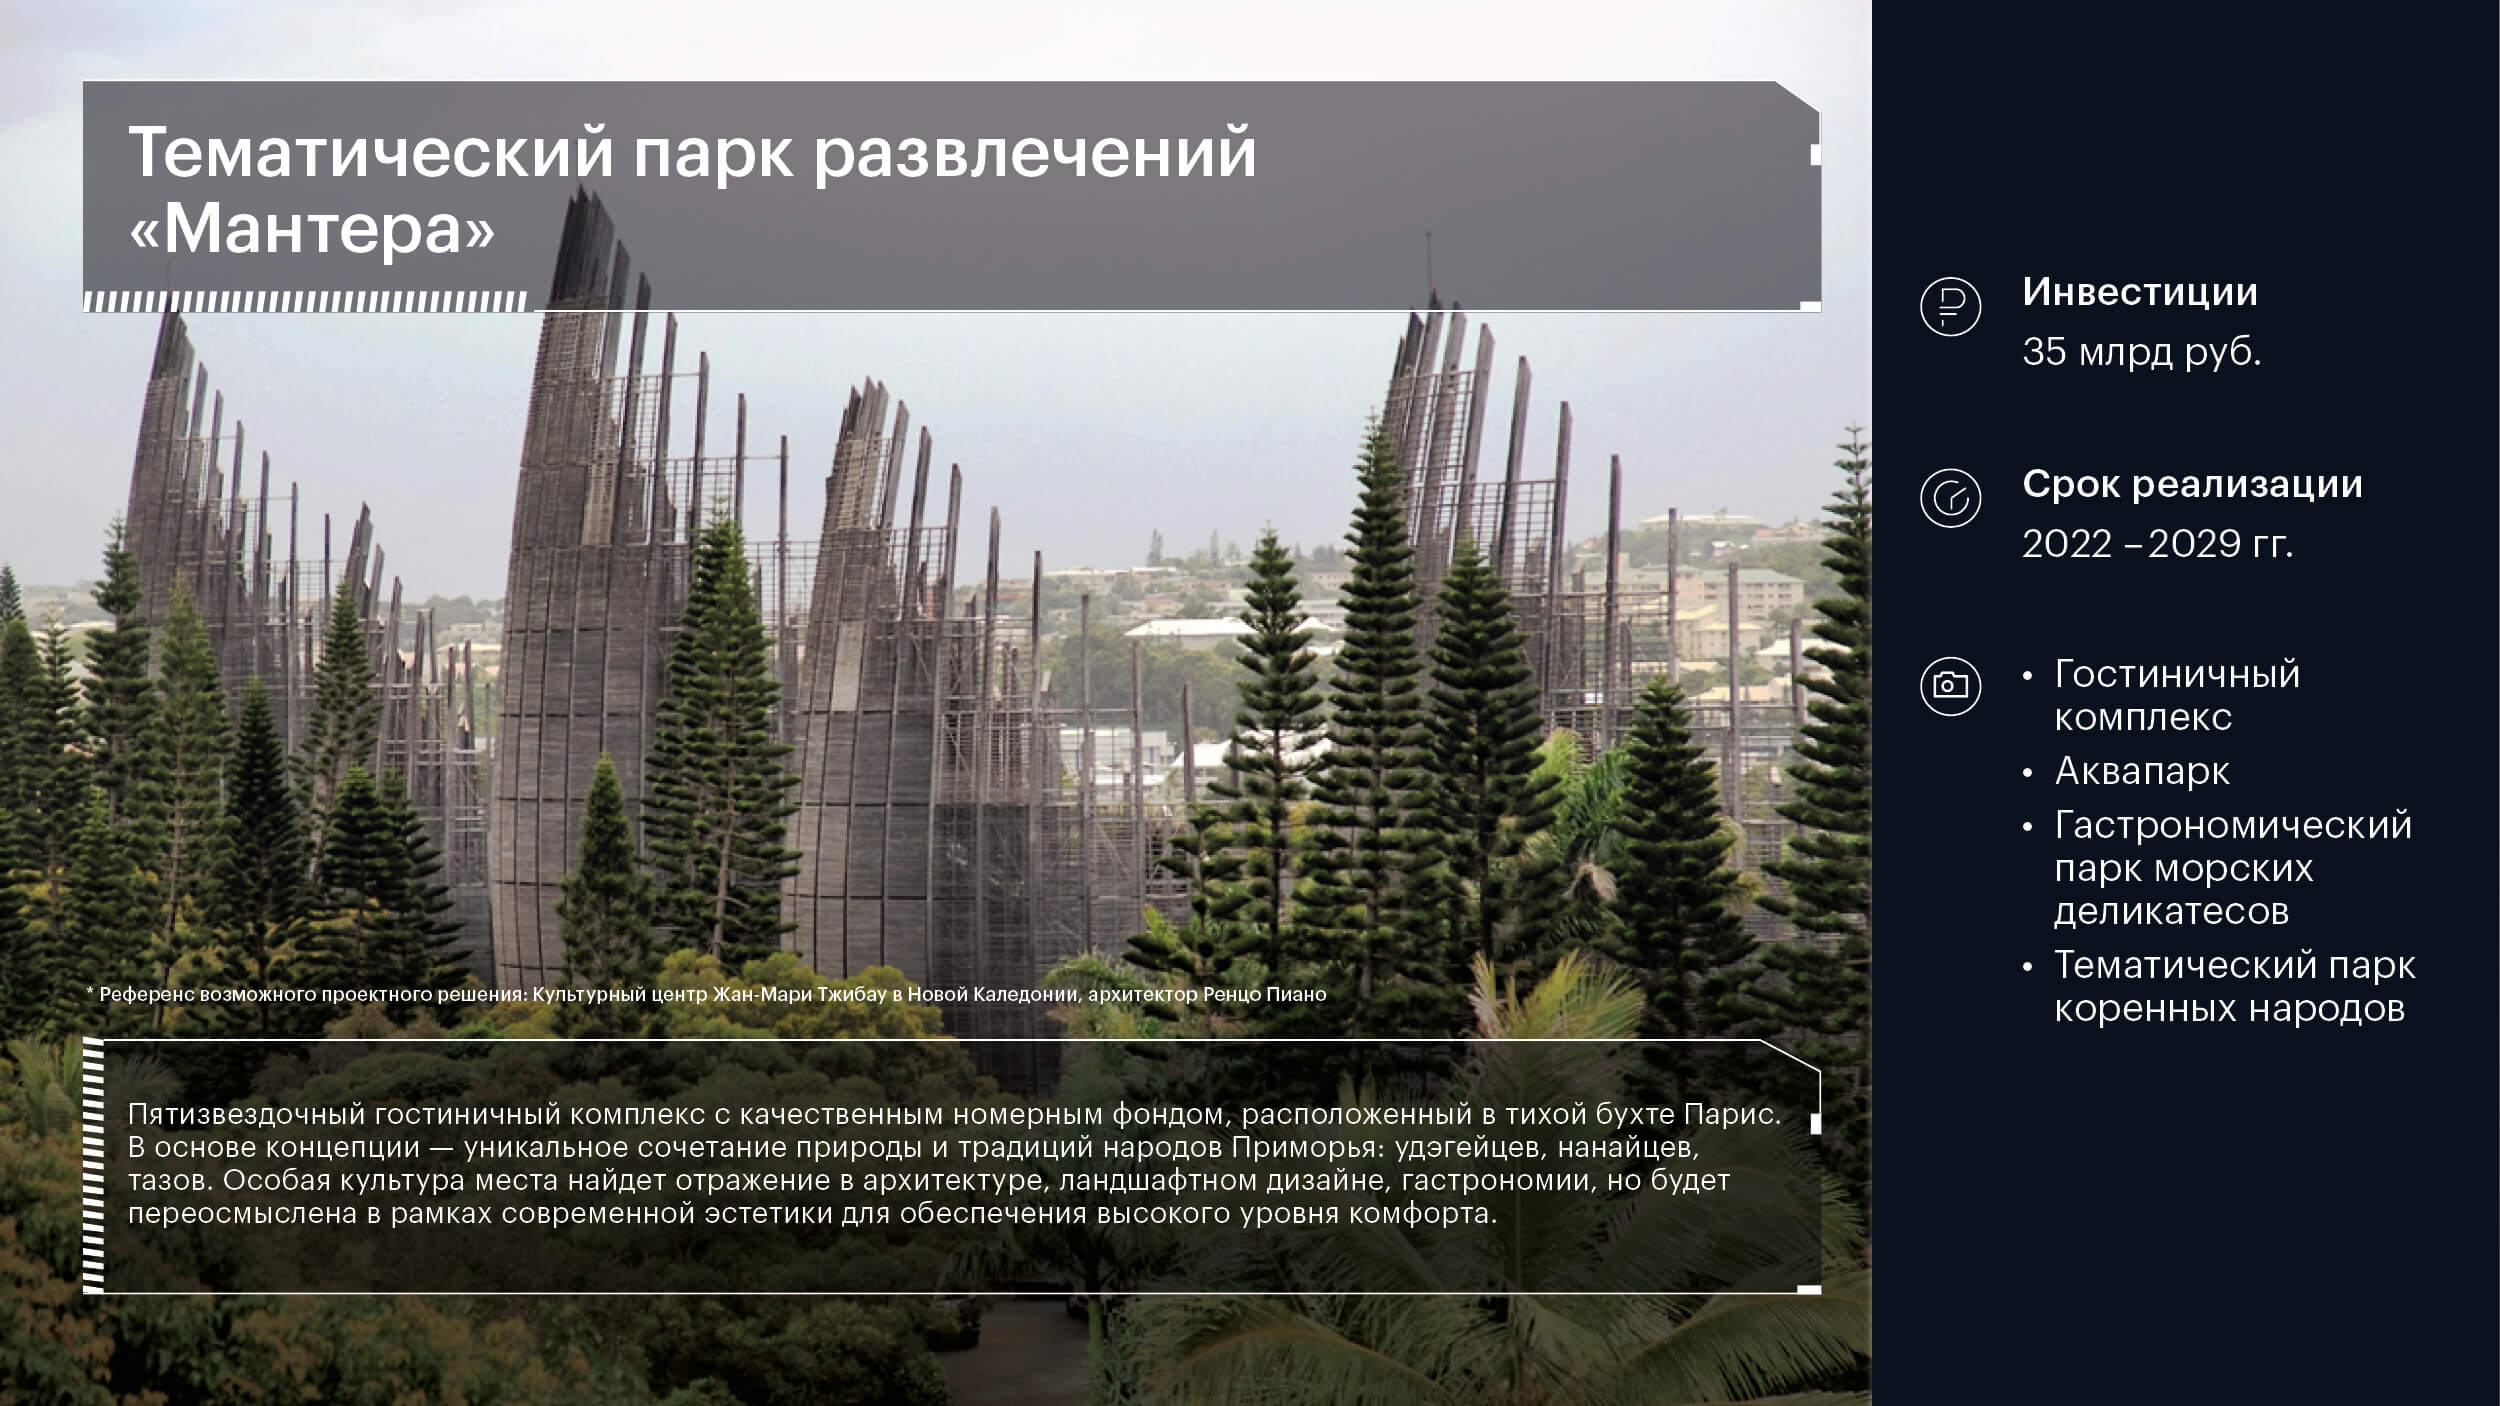 Тематический парк развлечений
«Мантера»
* Референс возможного проектного решения: Культурный центр Жан-Мари Тжибау в Новой Каледонии, архитектор Ренцо Пиано
Пятизвездочный гостиничный комплекс с качественным номерным фондом, расположенный в тихой бухте Парис.
В основе концепции — уникальное сочетание природы и традиций народов Приморья: удэгейцев, нанайцев,
тазов. Особая культура места найдет отражение в архитектуре, ландшафтном дизайне, гастрономии, но будет
переосмыслена в рамках современной эстетики для обеспечения высокого уровня комфорта.
Инвестиции
35 млрд руб.
Срок реализации
2022 – 2029 гг.
• Гостиничный
комплекс
• Аквапарк
• Гастрономический
парк морских
деликатесов
• Тематический парк
коренных народов